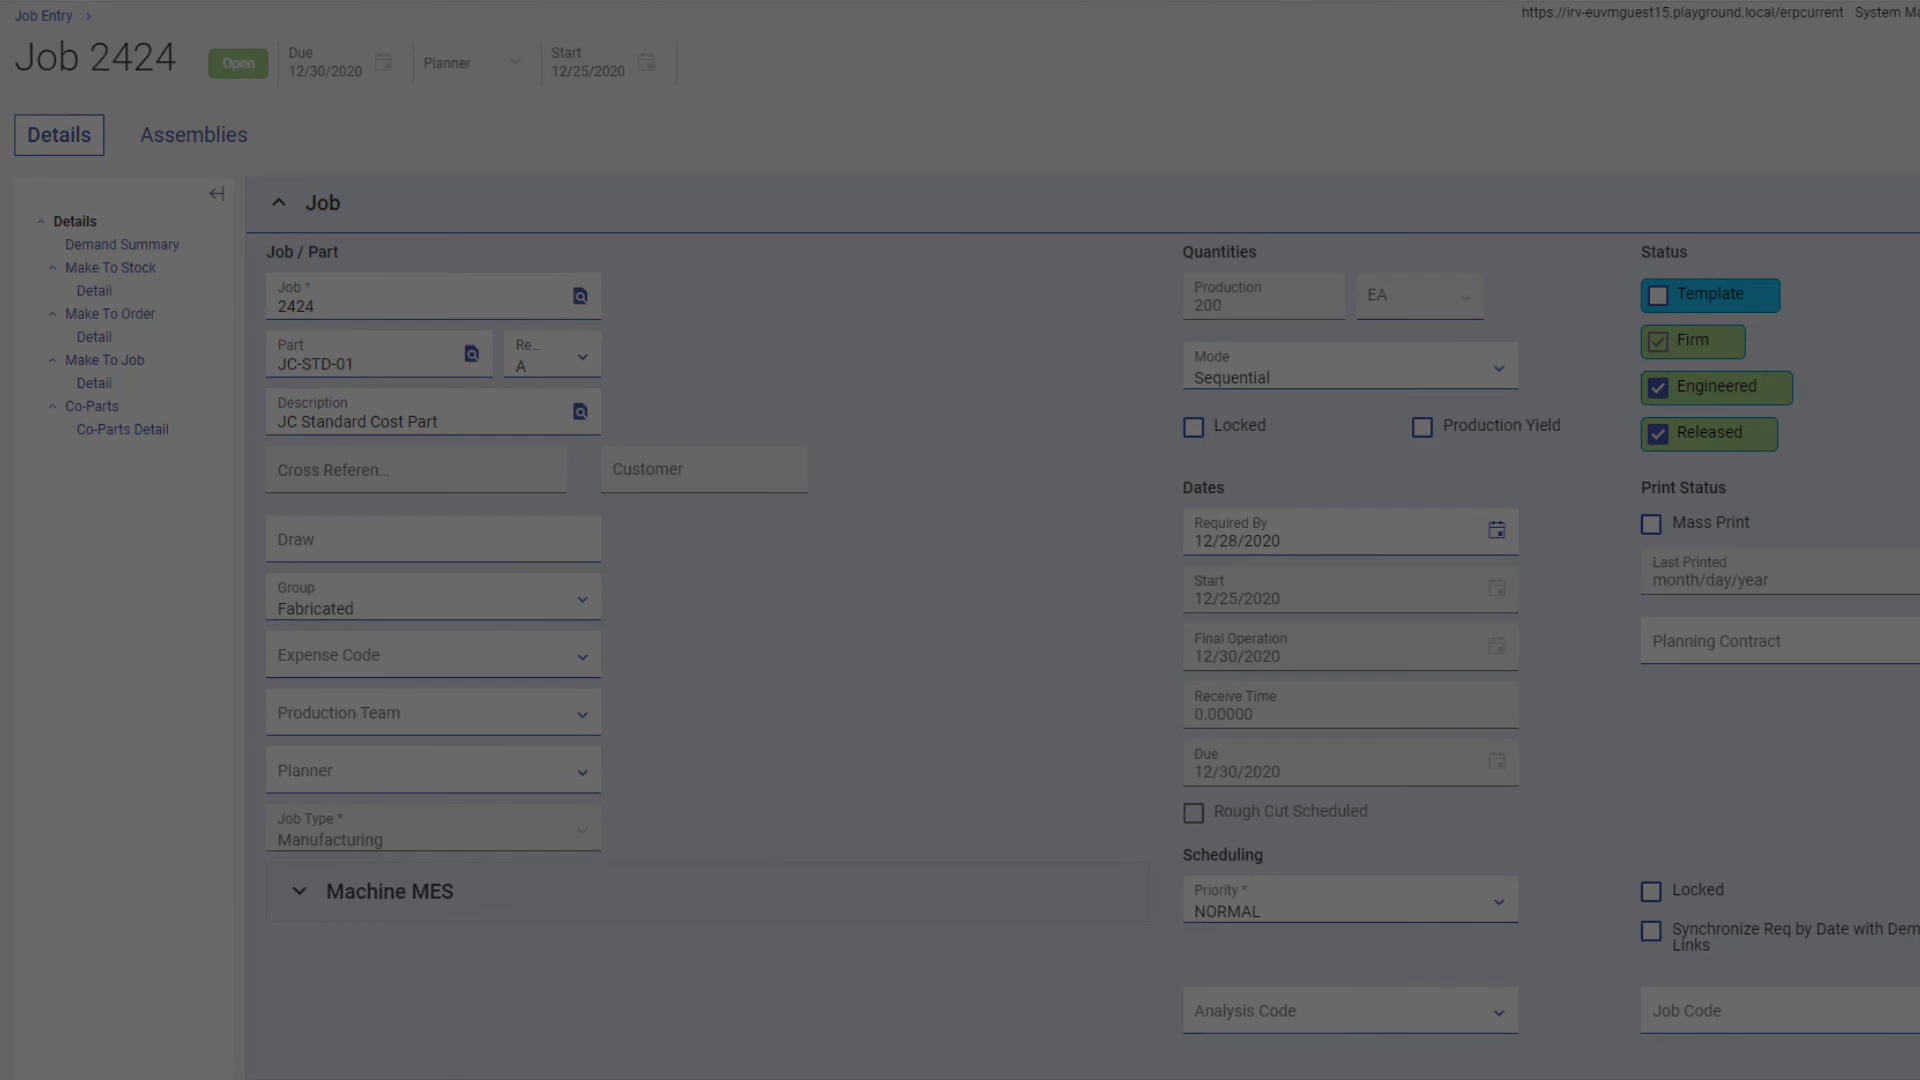 Job Entry
https://irv-euvmguest15.playground.local/erpcurrent System Ma
Job 2424
Open
Due
12/30/2020
Planner
Start
12/25/2020
Details
Assemblies
Details
Demand Summary
Make To Stock
Detail
Make To Order
Detail
Make To Job
Detail
Co-Parts
Co-Parts Detail
Job
Job / Part
Job *
2424
Part
JC-STD-01
Re...
A
Description
JC Standard Cost Part
Cross Referen...
Customer
Draw
Group
Fabricated
Expense Code
Production Team
Planner
Job Type *
Manufacturing
Machine MES
Quantities
Production
200
EA
Mode
Sequential
Locked
Production Yield
Dates
Required By
12/28/2020
Start
12/25/2020
Final Operation
12/30/2020
Receive Time
0.00000
Due
12/30/2020
Rough Cut Scheduled
Scheduling
Priority *
NORMAL
Analysis Code
Status
Template
Firm
Engineered
Released
Print Status
Mass Print
Last Printed
month/day/year
Planning Contract
Locked
Synchronize Req by Date with Dem
Links
Job Code